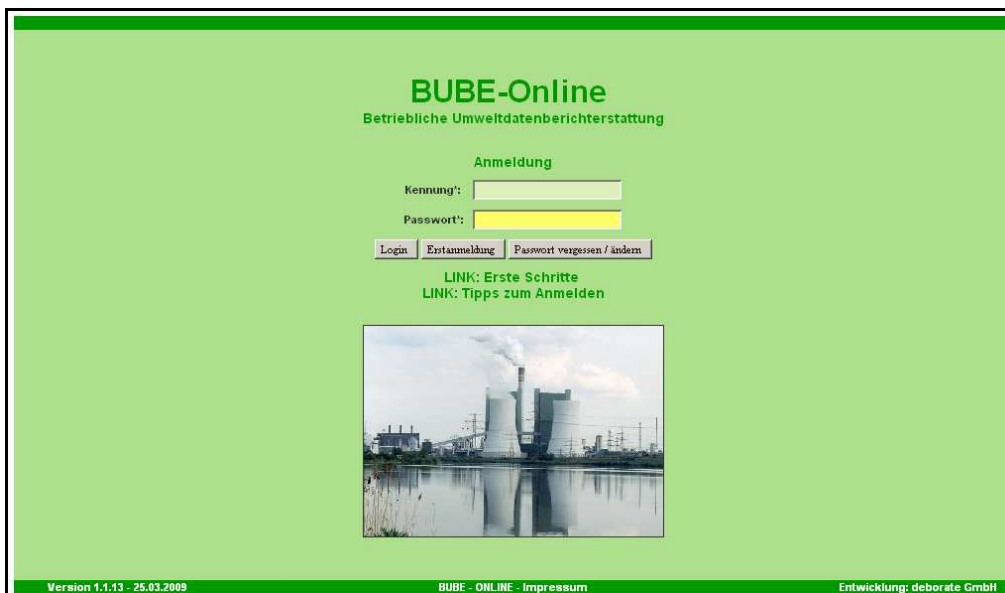 BUBE-Online
Betriebliche Umweltdatenberichterstattung
Anmeldung
Kennung*:
Passwort*:
Login Erstanmeldung Passwort vergessen / ändern
LINK: Erste Schritte
LINK: Tipps zum Anmelden
Version 1.1.13 - 25.03.2009 BUBE - ONLINE - Impressum Entwicklung: deborate GmbH